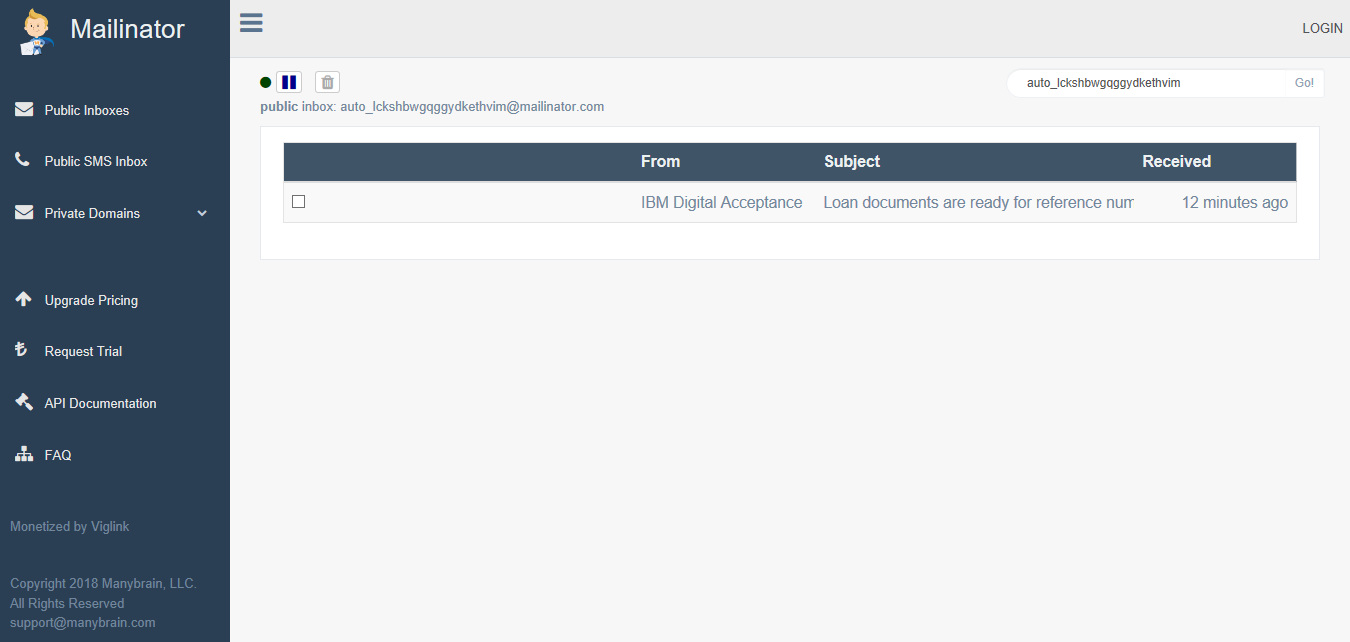 Mailinator
LOGIN
Public Inboxes
Public SMS Inbox
Private Domains
Upgrade Pricing
Request Trial
API Documentation
FAQ
Monetized by Viglink
Copyright 2018 Manybrain, LLC.
All Rights Reserved
support@manybrain.com
auto_lckshbwgqggydkethvim Go!
public inbox: auto_lckshbwgqggydkethvim@mailinator.com
From Subject Received
IBM Digital Acceptance Loan documents are ready for reference num 12 minutes ago